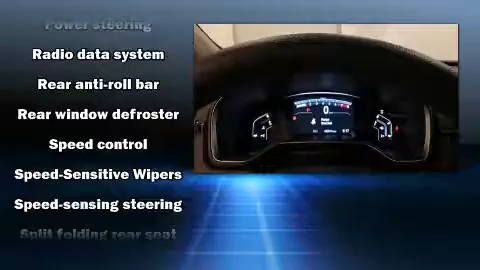 Power steering
Radio data system
Rear anti-roll bar
Rear window defroster
Speed control
Speed-Sensitive Wipers
Speed-sensing steering
Split folding rear seat
0